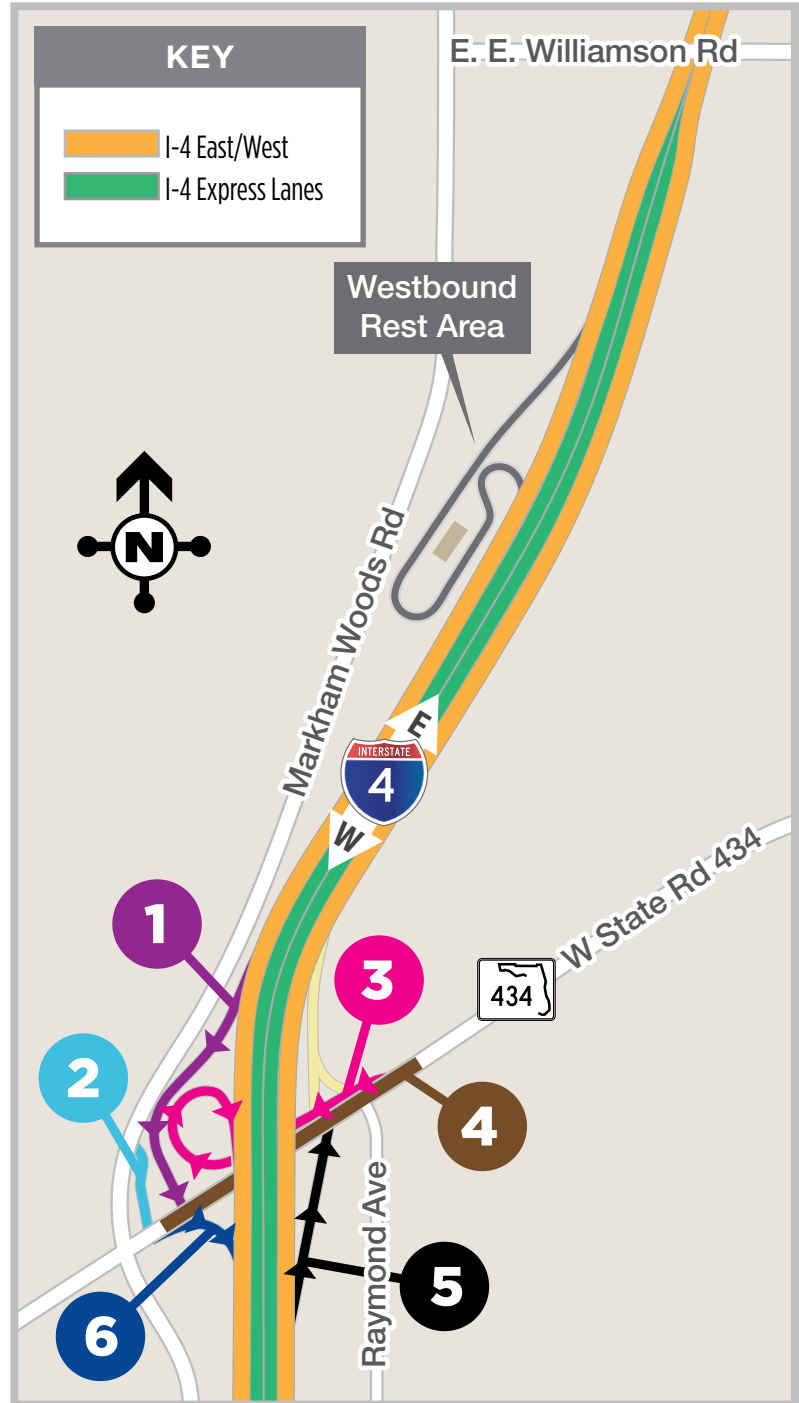 KEY
I-4 East/West
I-4 Express Lanes
E. E. Williamson Rd
Westbound
Rest Area
N
Markham Woods Rd
E
INTERSTATE
4
W
W State Rd 434
434
1
3
2
4
Raymond Ave
5
6